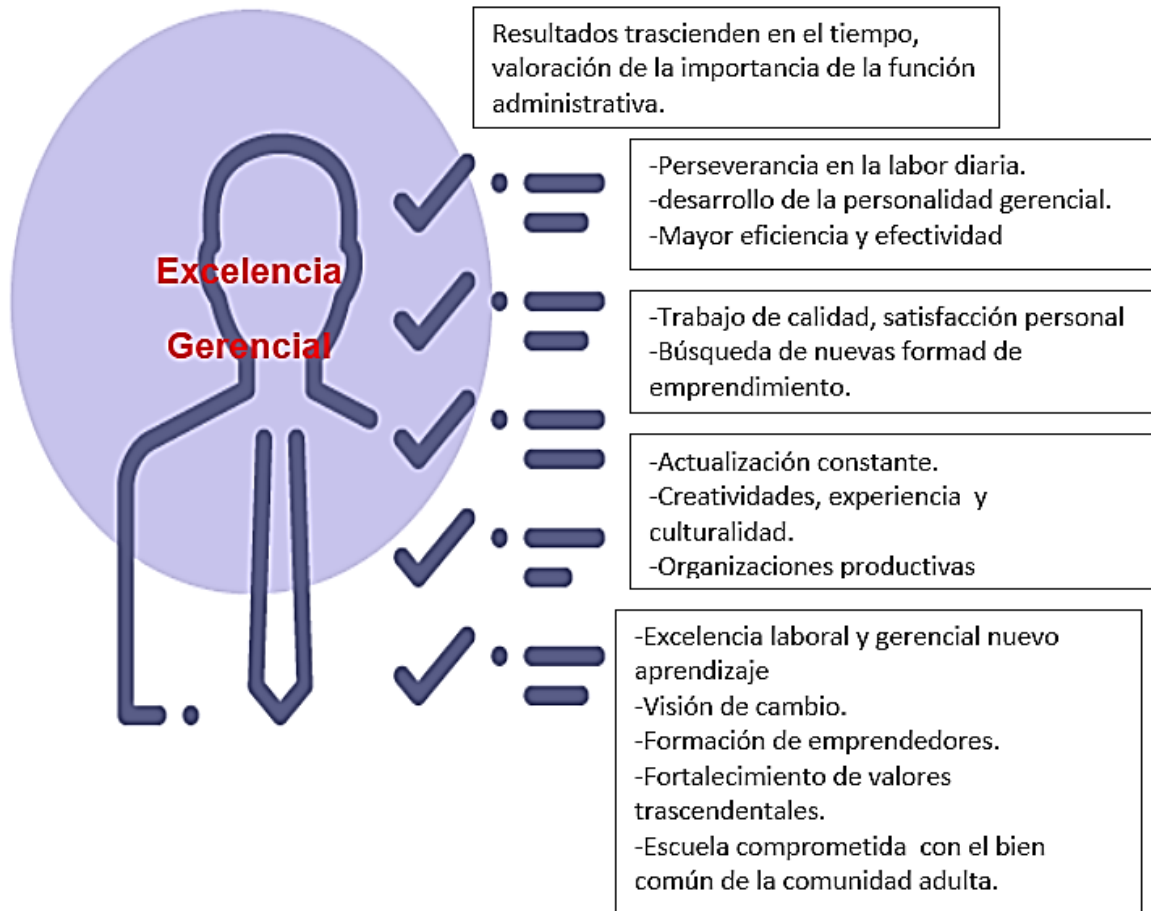 Resultados trascienden en el tiempo,
valoración de la importancia de la función
administrativa.
-Perseverancia en la labor diaria.
-desarrollo de la personalidad gerencial.
-Mayor eficiencia y efectividad
Excelencia
Gerencial
-Trabajo de calidad, satisfacción personal
-Búsqueda de nuevas formad de
emprendimiento.
-Actualización constante.
-Creatividades, experiencia  y
culturalidad.
-Organizaciones productivas
-Excelencia laboral y gerencial nuevo
aprendizaje
-Visión de cambio.
-Formación de emprendedores.
-Fortalecimiento de valores
trascendentales.
-Escuela comprometida  con el bien
común de la comunidad adulta.